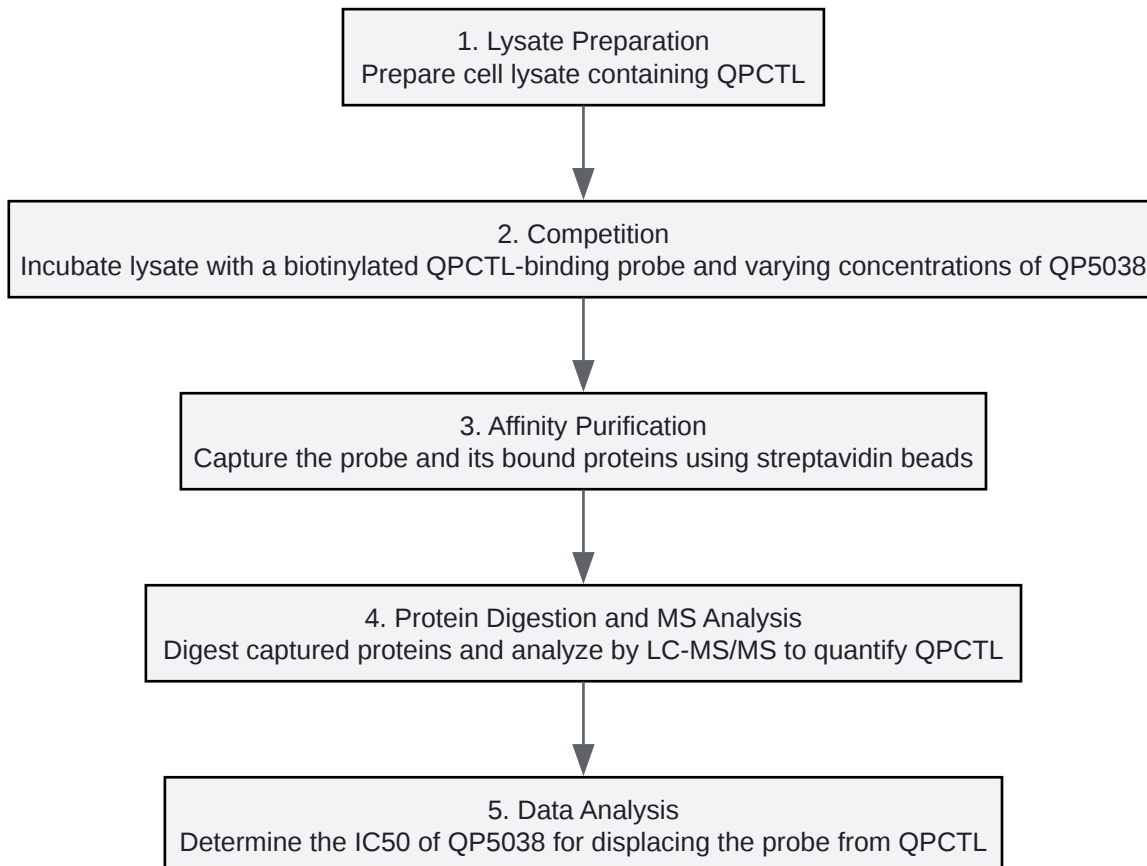 1. Lysate Preparation
Prepare cell lysate containing QPCTL
2. Competition
Incubate lysate with a biotinylated QPCTL-binding probe and varying concentrations of QP5038
3. Affinity Purification
Capture the probe and its bound proteins using streptavidin beads
4. Protein Digestion and MS Analysis
Digest captured proteins and analyze by LC-MS/MS to quantify QPCTL
5. Data Analysis
Determine the IC50 of QP5038 for displacing the probe from QPCTL